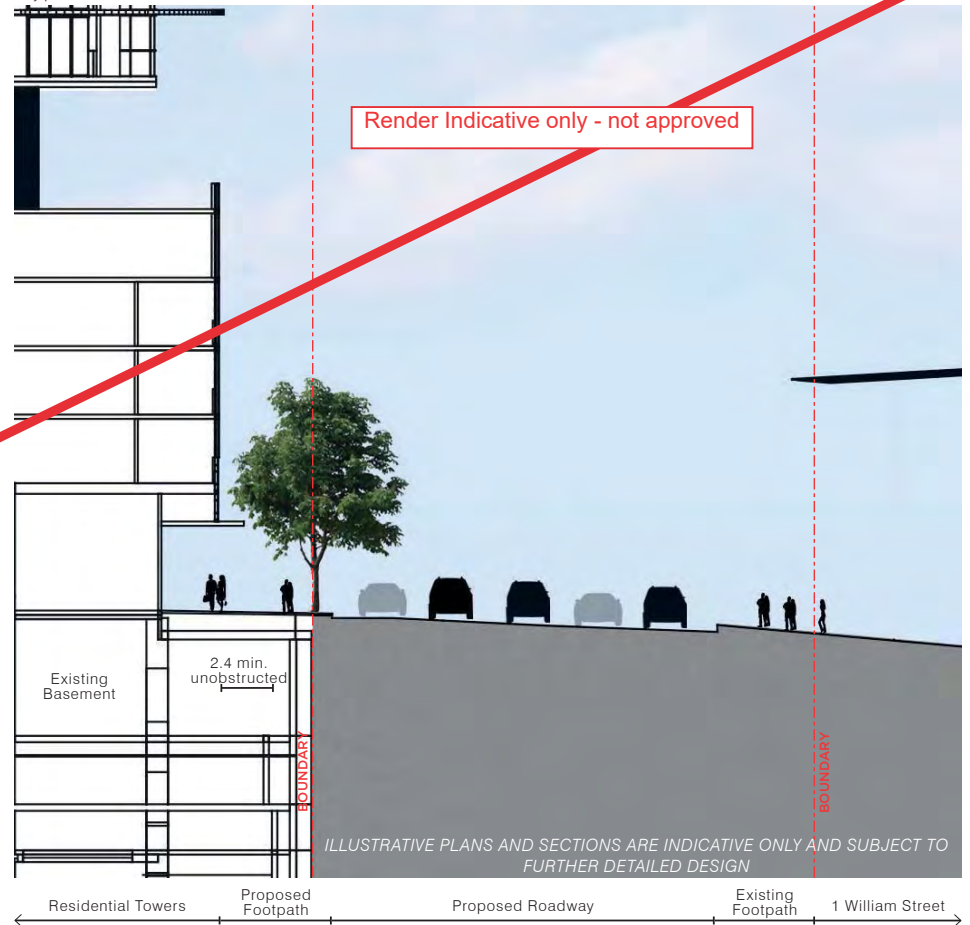 Render Indicative only - not approved
2.4 min.
unobstructed
Existing
Basement
BOUNDARY
BOUNDARY
ILLUSTRATIVE PLANS AND SECTIONS ARE INDICATIVE ONLY AND SUBJECT TO
FURTHER DETAILED DESIGN
Residential Towers
Proposed
Footpath
Proposed Roadway
Existing
Footpath
1 William Street